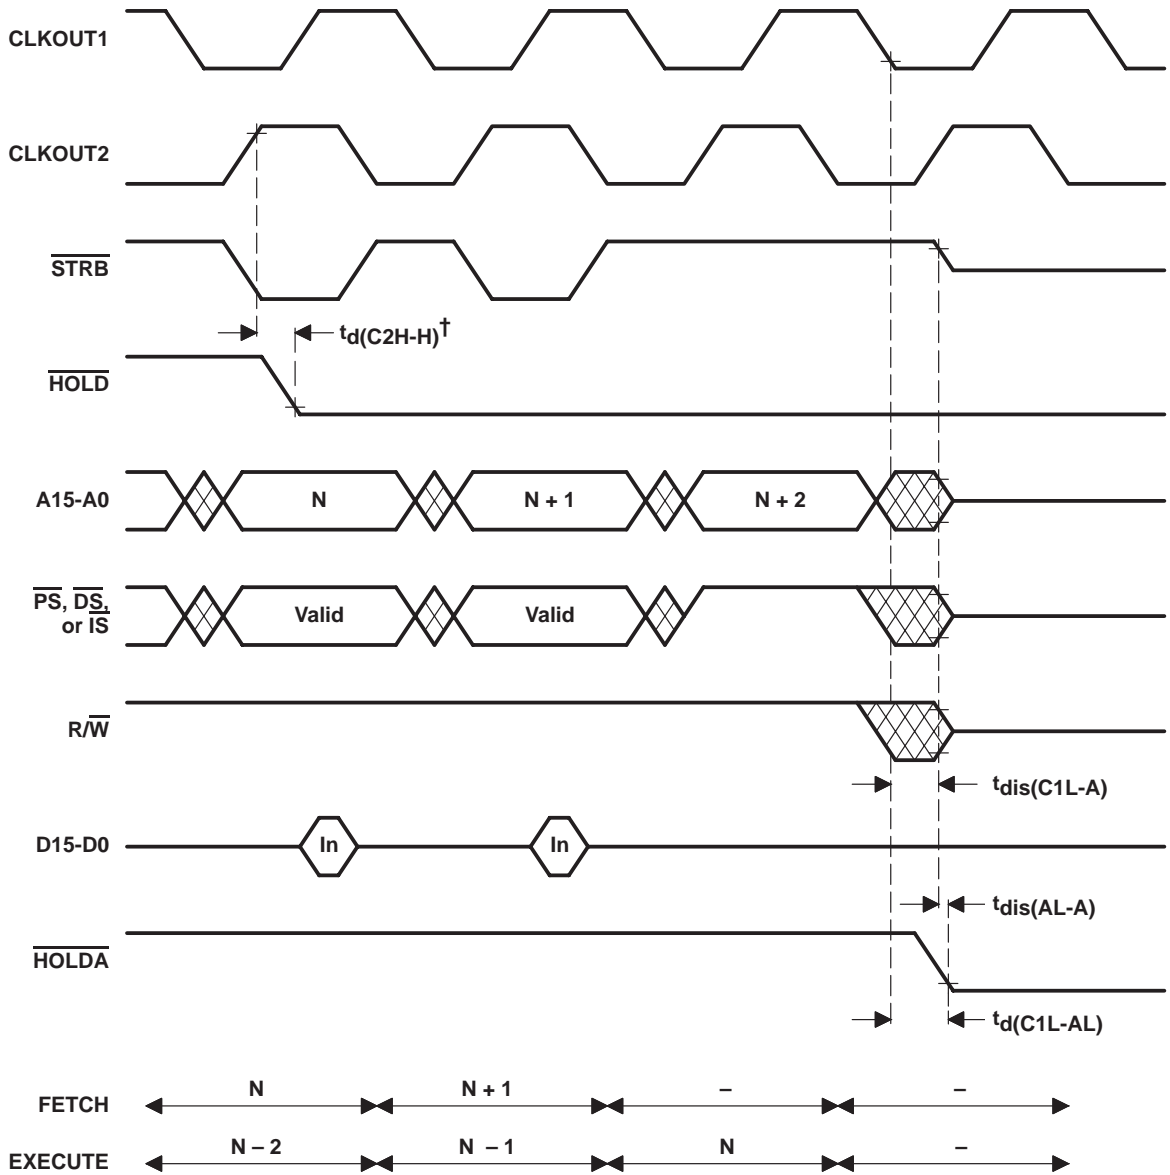 CLKOUT1
CLKOUT2
STRB
td(C2H-H)†
HOLD
A15-A0
N
N + 1
N + 2
PS, DS,
or IS
Valid
Valid
R/W
tdis(C1L-A)
D15-D0
In
In
tdis(AL-A)
HOLDA
td(C1L-AL)
FETCH
N
N + 1
–
–
EXECUTE
N – 2
N – 1
N
–